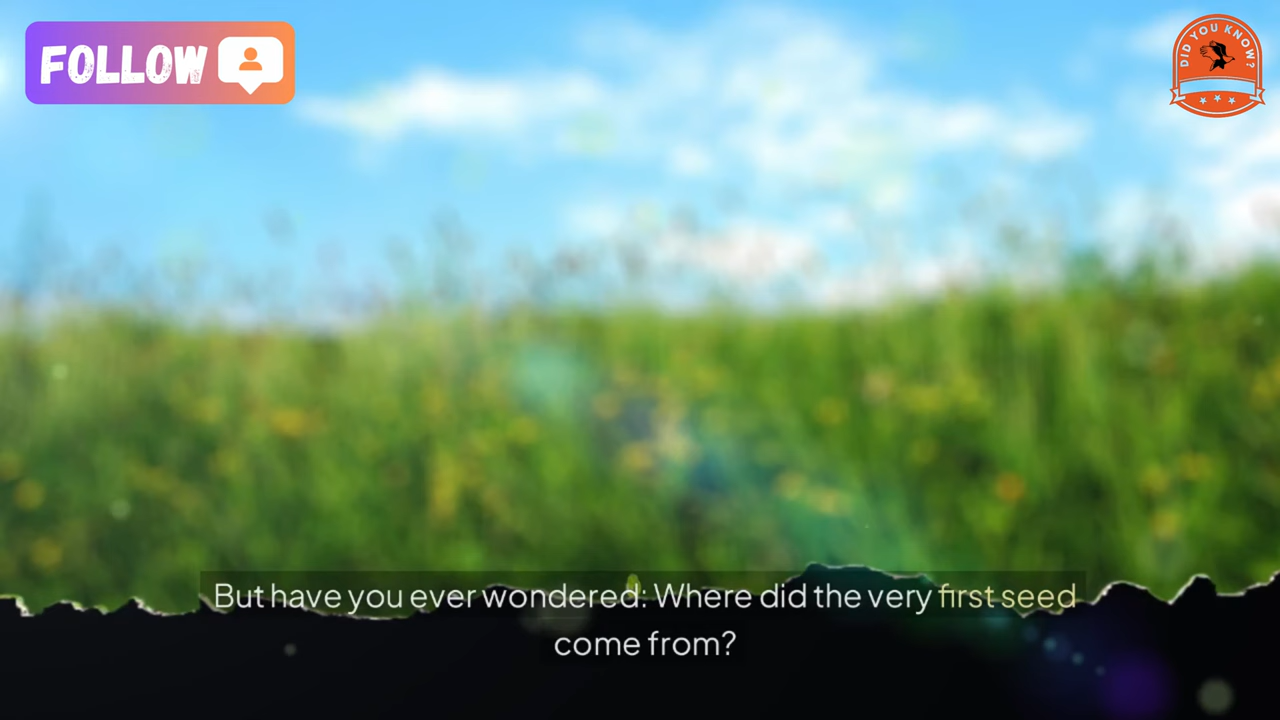 FOLLOW
DID YOU KNOW?
But have you ever wondered: Where did the very first seed
come from?